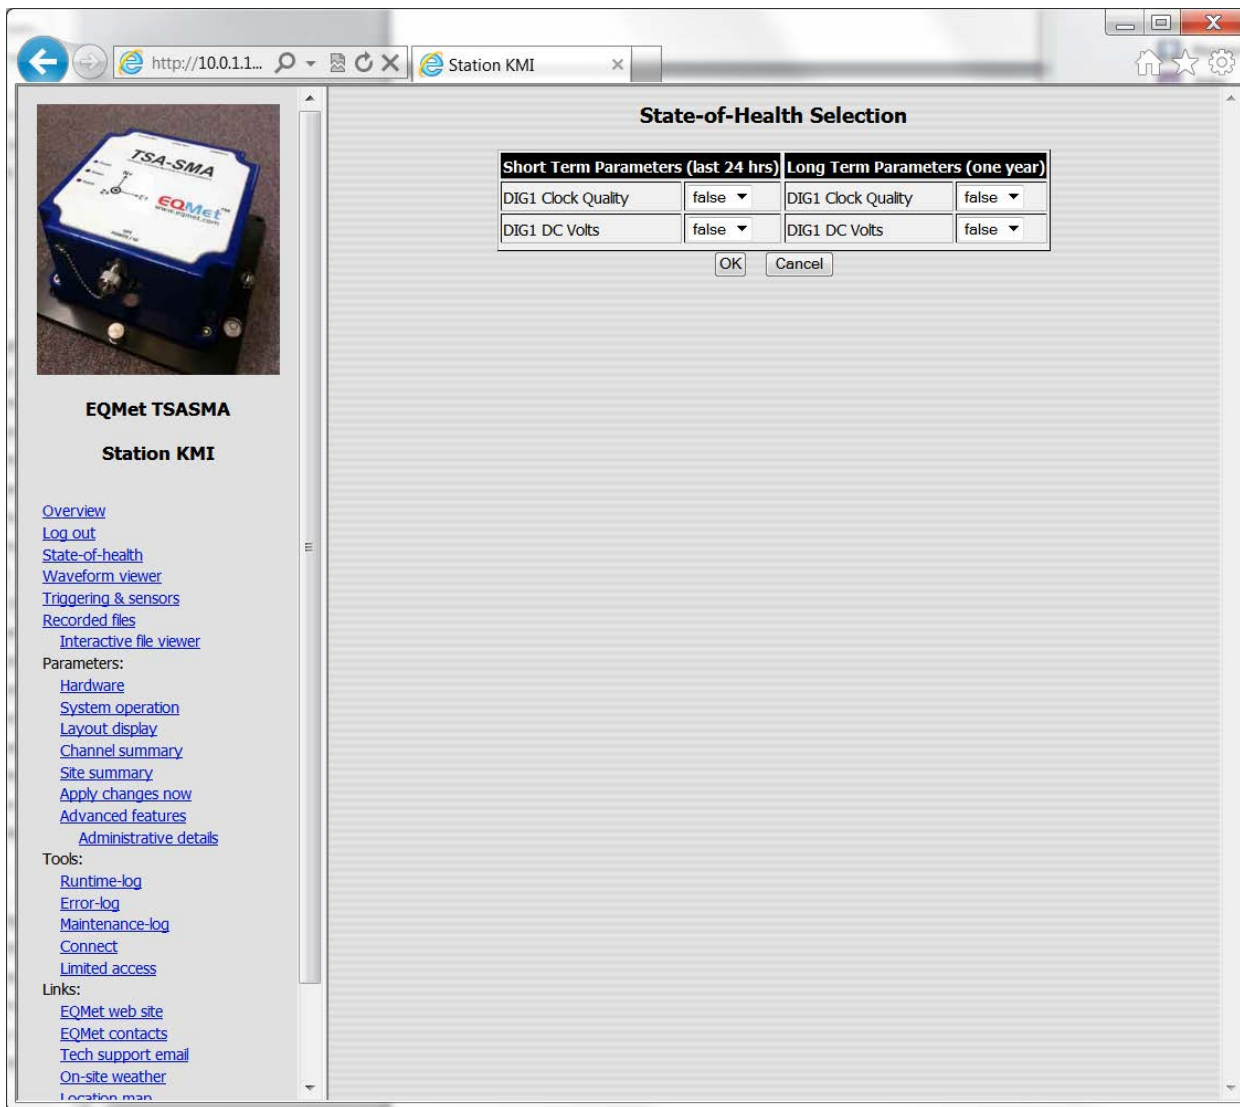 http://10.0.1.1...
Station KMI
TSA-SMA
EQMet
www.eqmet.com
EQMet TSASMA
Station KMI
Overview
Log out
State-of-health
Waveform viewer
Triggering & sensors
Recorded files
Interactive file viewer
Parameters:
Hardware
System operation
Layout display
Channel summary
Site summary
Apply changes now
Advanced features
Administrative details
Tools:
Runtime-log
Error-log
Maintenance-log
Connect
Limited access
Links:
EQMet web site
EQMet contacts
Tech support email
On-site weather
Location map
State-of-Health Selection
Short Term Parameters (last 24 hrs) Long Term Parameters (one year)
DIG1 Clock Quality false DIG1 Clock Quality false
DIG1 DC Volts false DIG1 DC Volts false
OK Cancel